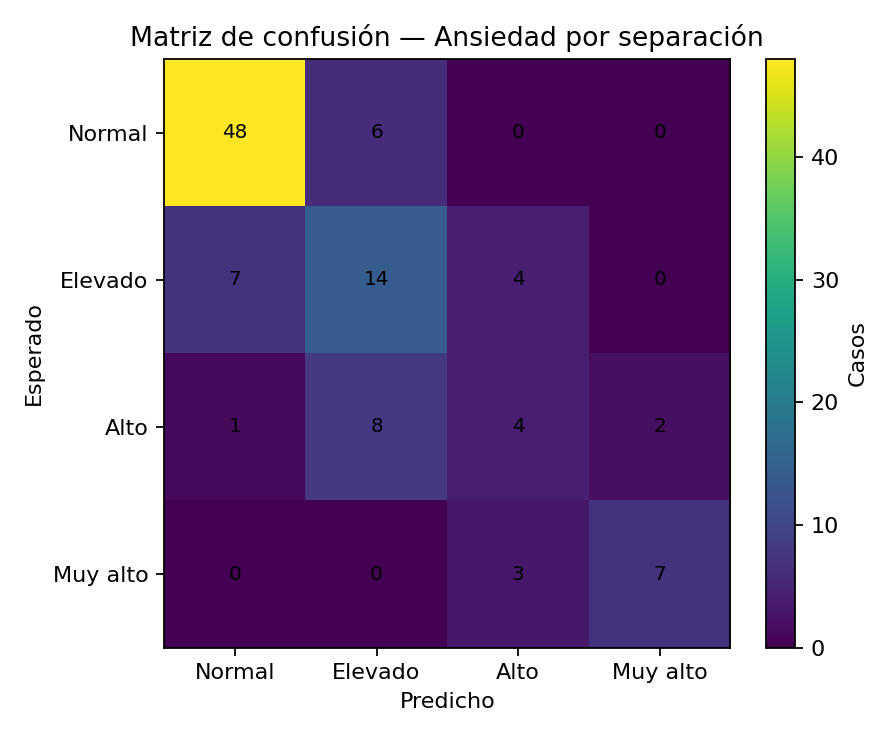 Matriz de confusión — Ansiedad por separación
Normal 48 6 0 0
Elevado 7 14 4 0
Alto 1 8 4 2
Muy alto 0 0 3 7
Normal Elevado Alto Muy alto
Predicho
Esperado
40
30
20
10
0
Casos